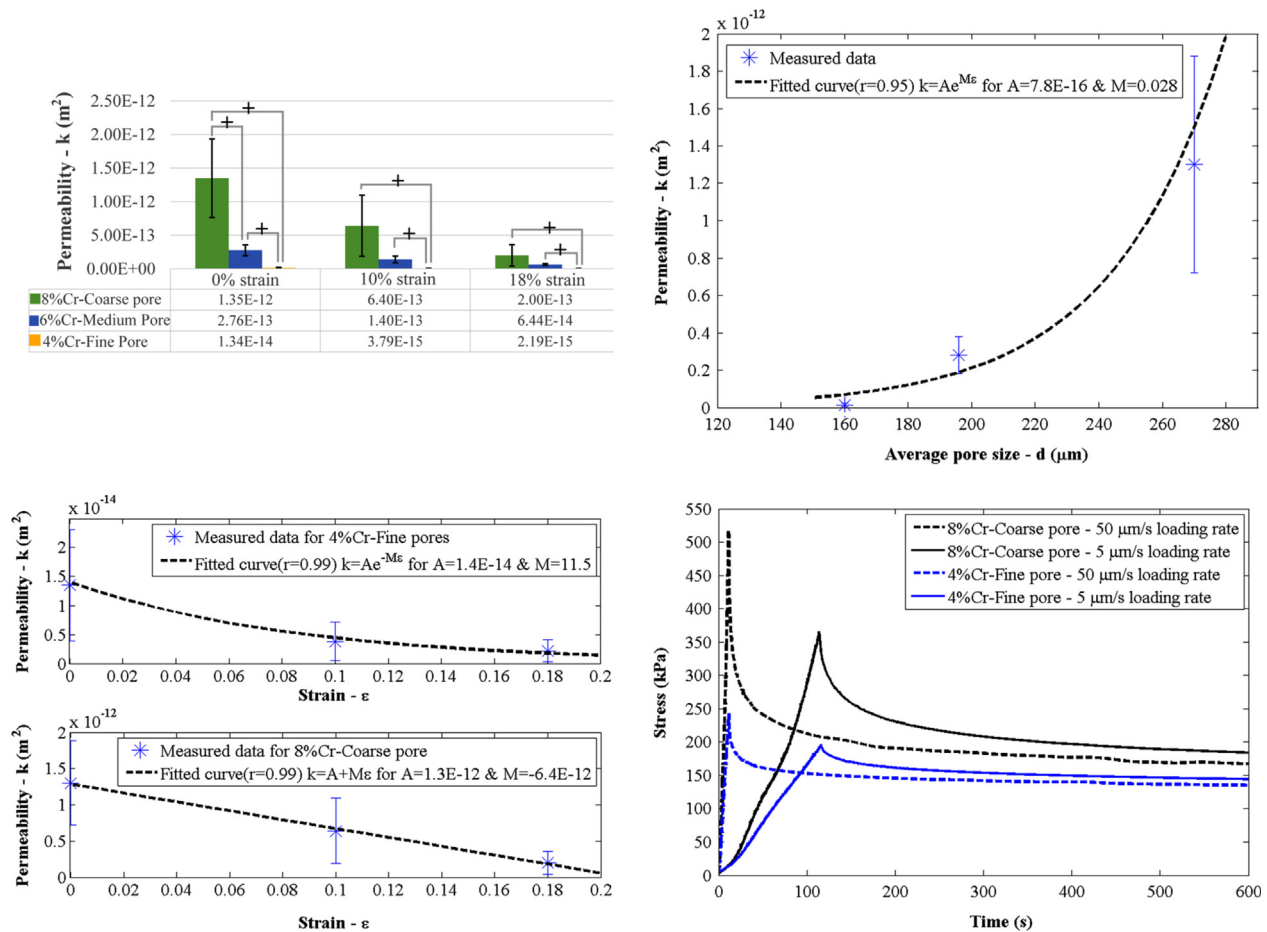 Permeability - k (m²)
2.50E-12
2.00E-12
1.50E-12
1.00E-12
5.00E-13
0.00E+00
+
+
+
+
+
+
+
0% strain 10% strain 18% strain
8%Cr-Coarse pore 1.35E-12 6.40E-13 2.00E-13
6%Cr-Medium Pore 2.76E-13 1.40E-13 6.44E-14
4%Cr-Fine Pore 1.34E-14 3.79E-15 2.19E-15
x 10⁻¹²
Permeability - k (m²)
2
1.8
1.6
1.4
1.2
1
0.8
0.6
0.4
0.2
0
Measured data
Fitted curve(r=0.95) k=Ae^Mε for A=7.8E-16 & M=0.028
120 140 160 180 200 220 240 260 280
Average pore size - d (µm)
x 10⁻¹⁴
Permeability - k (m²)
2
1.5
1
0.5
0
Measured data for 4%Cr-Fine pores
Fitted curve(r=0.99) k=Ae^-Mε for A=1.4E-14 & M=11.5
0 0.02 0.04 0.06 0.08 0.1 0.12 0.14 0.16 0.18 0.2
Strain - ε
x 10⁻¹²
Permeability - k (m²)
2
1.5
1
0.5
0
Measured data for 8%Cr-Coarse pore
Fitted curve(r=0.99) k=A+Mε for A=1.3E-12 & M=-6.4E-12
0 0.02 0.04 0.06 0.08 0.1 0.12 0.14 0.16 0.18 0.2
Strain - ε
Stress (kPa)
550
500
450
400
350
300
250
200
150
100
50
0
8%Cr-Coarse pore - 50 µm/s loading rate
8%Cr-Coarse pore - 5 µm/s loading rate
4%Cr-Fine pore - 50 µm/s loading rate
4%Cr-Fine pore - 5 µm/s loading rate
0 100 200 300 400 500 600
Time (s)